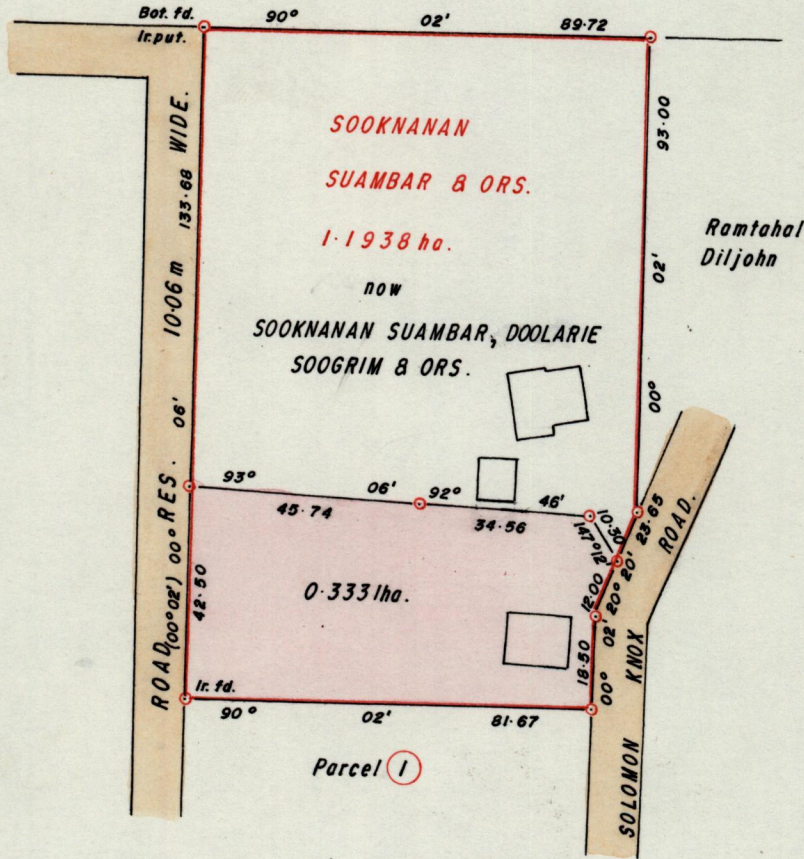 Bot. fd.
Ir. put.
90° 02' 89.72
SOOKNANAN
SUAMBAR & ORS.
1.1938 ha.
now
SOOKNANAN SUAMBAR, DOOLARIE
SOOGRIM & ORS.
Ramtahal
Diljohn
00° 02' 93.00
ROAD RES. 10.06 m WIDE.
(00° 02') 00° 06' 133.68
42.50
93° 06'
45.74
92° 46'
34.56
147° 12'
10.30
23.65
20° 20'
12.00
00° 02'
18.50
0.3331ha.
Ir. fd.
90° 02' 81.67
Parcel 1
SOLOMON KNOX ROAD.